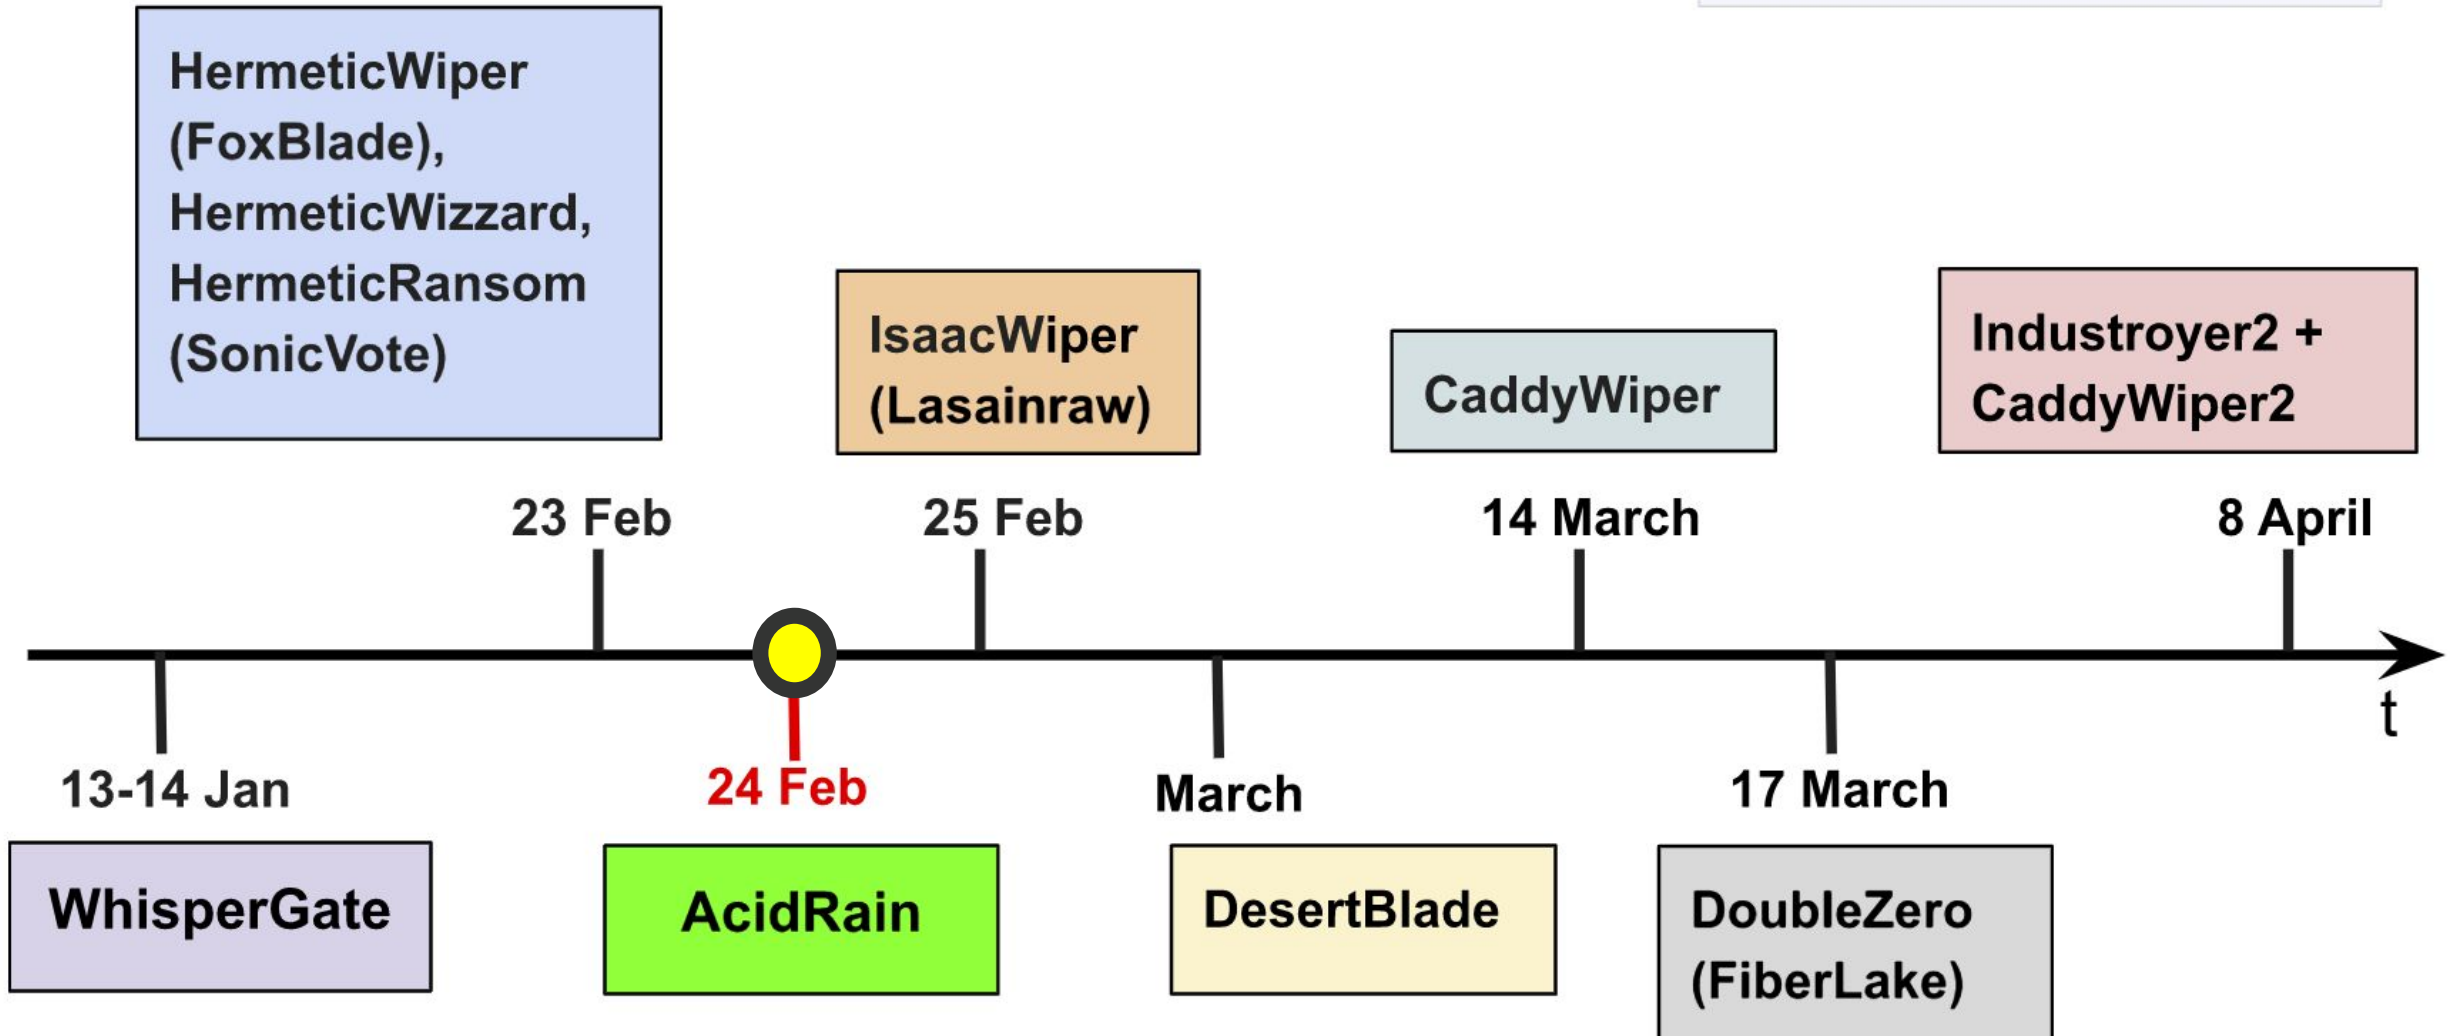 HermeticWiper
(FoxBlade),
HermeticWizzard,
HermeticRansom
(SonicVote)
IsaacWiper
(Lasainraw)
CaddyWiper
Industroyer2 +
CaddyWiper2
23 Feb
25 Feb
14 March
8 April
t
13-14 Jan
24 Feb
March
17 March
WhisperGate
AcidRain
DesertBlade
DoubleZero
(FiberLake)